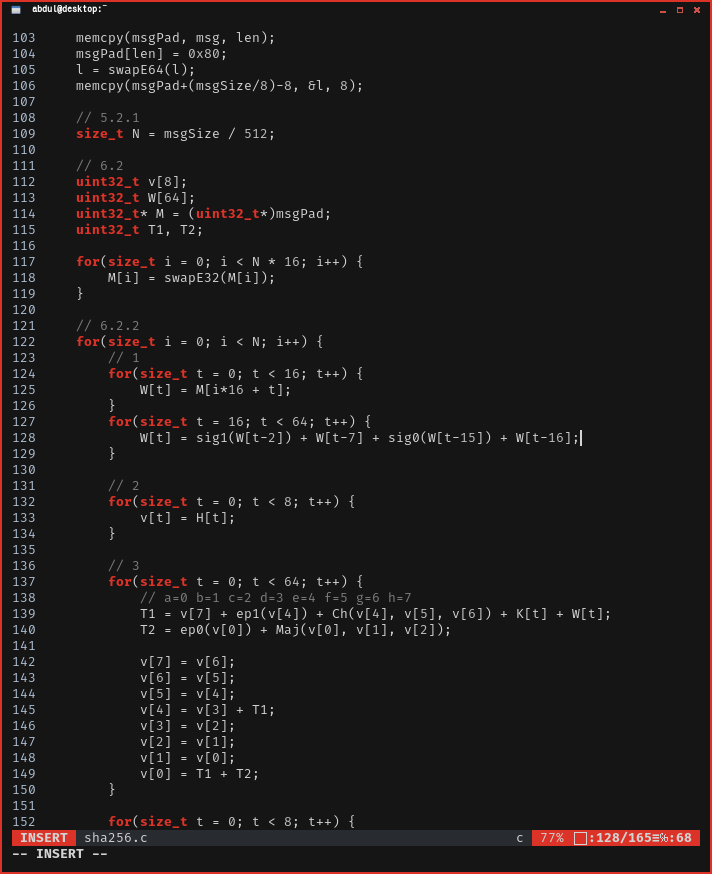 abdul@desktop:~
103     memcpy(msgPad, msg, len);
104     msgPad[len] = 0x80;
105     l = swapE64(l);
106     memcpy(msgPad+(msgSize/8)-8, &l, 8);
107
108     // 5.2.1
109     size_t N = msgSize / 512;
110
111     // 6.2
112     uint32_t v[8];
113     uint32_t W[64];
114     uint32_t* M = (uint32_t*)msgPad;
115     uint32_t T1, T2;
116
117     for(size_t i = 0; i < N * 16; i++) {
118         M[i] = swapE32(M[i]);
119     }
120
121     // 6.2.2
122     for(size_t i = 0; i < N; i++) {
123         // 1
124         for(size_t t = 0; t < 16; t++) {
125             W[t] = M[i*16 + t];
126         }
127         for(size_t t = 16; t < 64; t++) {
128             W[t] = sig1(W[t-2]) + W[t-7] + sig0(W[t-15]) + W[t-16];
129         }
130
131         // 2
132         for(size_t t = 0; t < 8; t++) {
133             v[t] = H[t];
134         }
135
136         // 3
137         for(size_t t = 0; t < 64; t++) {
138             // a=0 b=1 c=2 d=3 e=4 f=5 g=6 h=7
139             T1 = v[7] + ep1(v[4]) + Ch(v[4], v[5], v[6]) + K[t] + W[t];
140             T2 = ep0(v[0]) + Maj(v[0], v[1], v[2]);
141
142             v[7] = v[6];
143             v[6] = v[5];
144             v[5] = v[4];
145             v[4] = v[3] + T1;
146             v[3] = v[2];
147             v[2] = v[1];
148             v[1] = v[0];
149             v[0] = T1 + T2;
150         }
151
152         for(size_t t = 0; t < 8; t++) {
INSERT sha256.c c 77% :128/165≡%:68
-- INSERT --